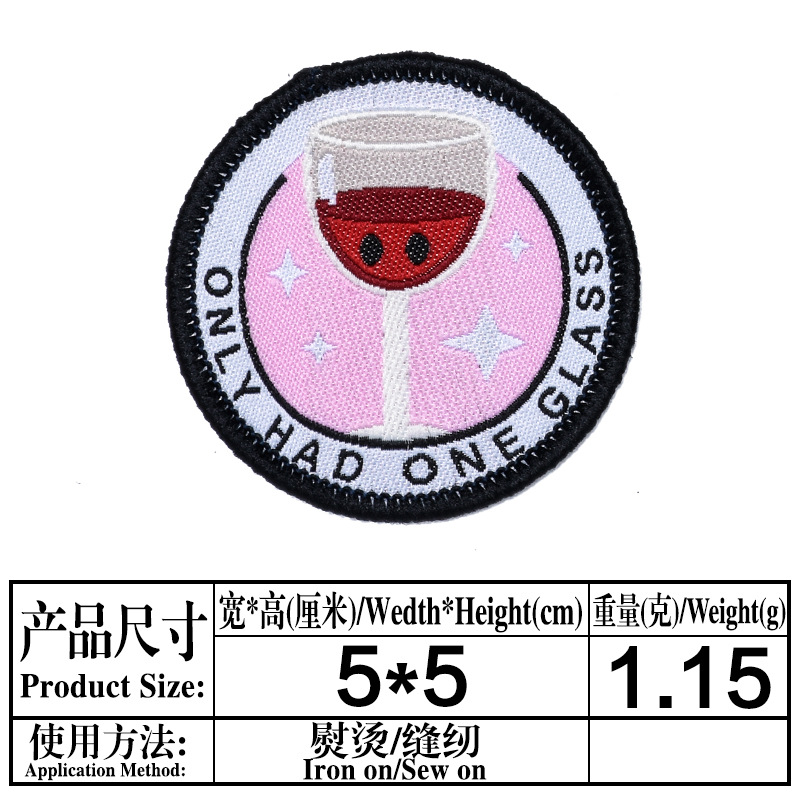 ONLY HAD ONE GLASS
产品尺寸
Product Size:
宽*高(厘米)/Wedth*Height(cm)
重量(克)/Weight(g)
5*5
1.15
使用方法:
Application Method:
熨烫/缝纫
Iron on/Sew on